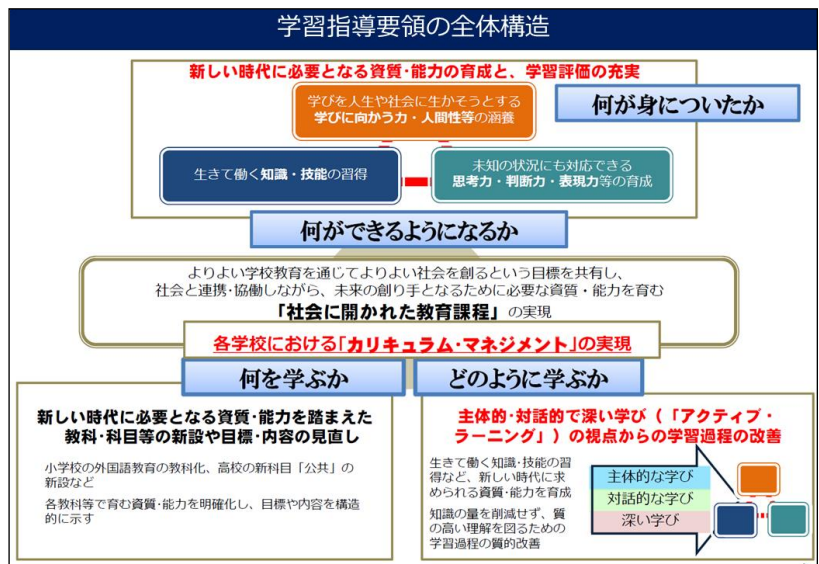 学習指導要領の全体構造
新しい時代に必要となる資質･能力の育成と、学習評価の充実
学びを人生や社会に生かそうとする
学びに向かう力・人間性等の涵養
何が身についたか
生きて働く知識・技能の習得
未知の状況にも対応できる
思考力・判断力・表現力等の育成
何ができるようになるか
よりよい学校教育を通じてよりよい社会を創るという目標を共有し、
社会と連携・協働しながら、未来の創り手となるために必要な資質・能力を育む
「社会に開かれた教育課程」の実現
各学校における「カリキュラム･マネジメント」の実現
何を学ぶか
新しい時代に必要となる資質･能力を踏まえた
教科･科目等の新設や目標･内容の見直し
小学校の外国語教育の教科化、高校の新科目「公共」の
新設など
各教科等で育む資質・能力を明確化し、目標や内容を構造
的に示す
どのように学ぶか
主体的･対話的で深い学び（「アクティブ・
ラーニング」）の視点からの学習過程の改善
生きて働く知識･技能の習
得など、新しい時代に求
められる資質･能力を育成
知識の量を削減せず、質
の高い理解を図るための
学習過程の質的改善
主体的な学び
対話的な学び
深い学び